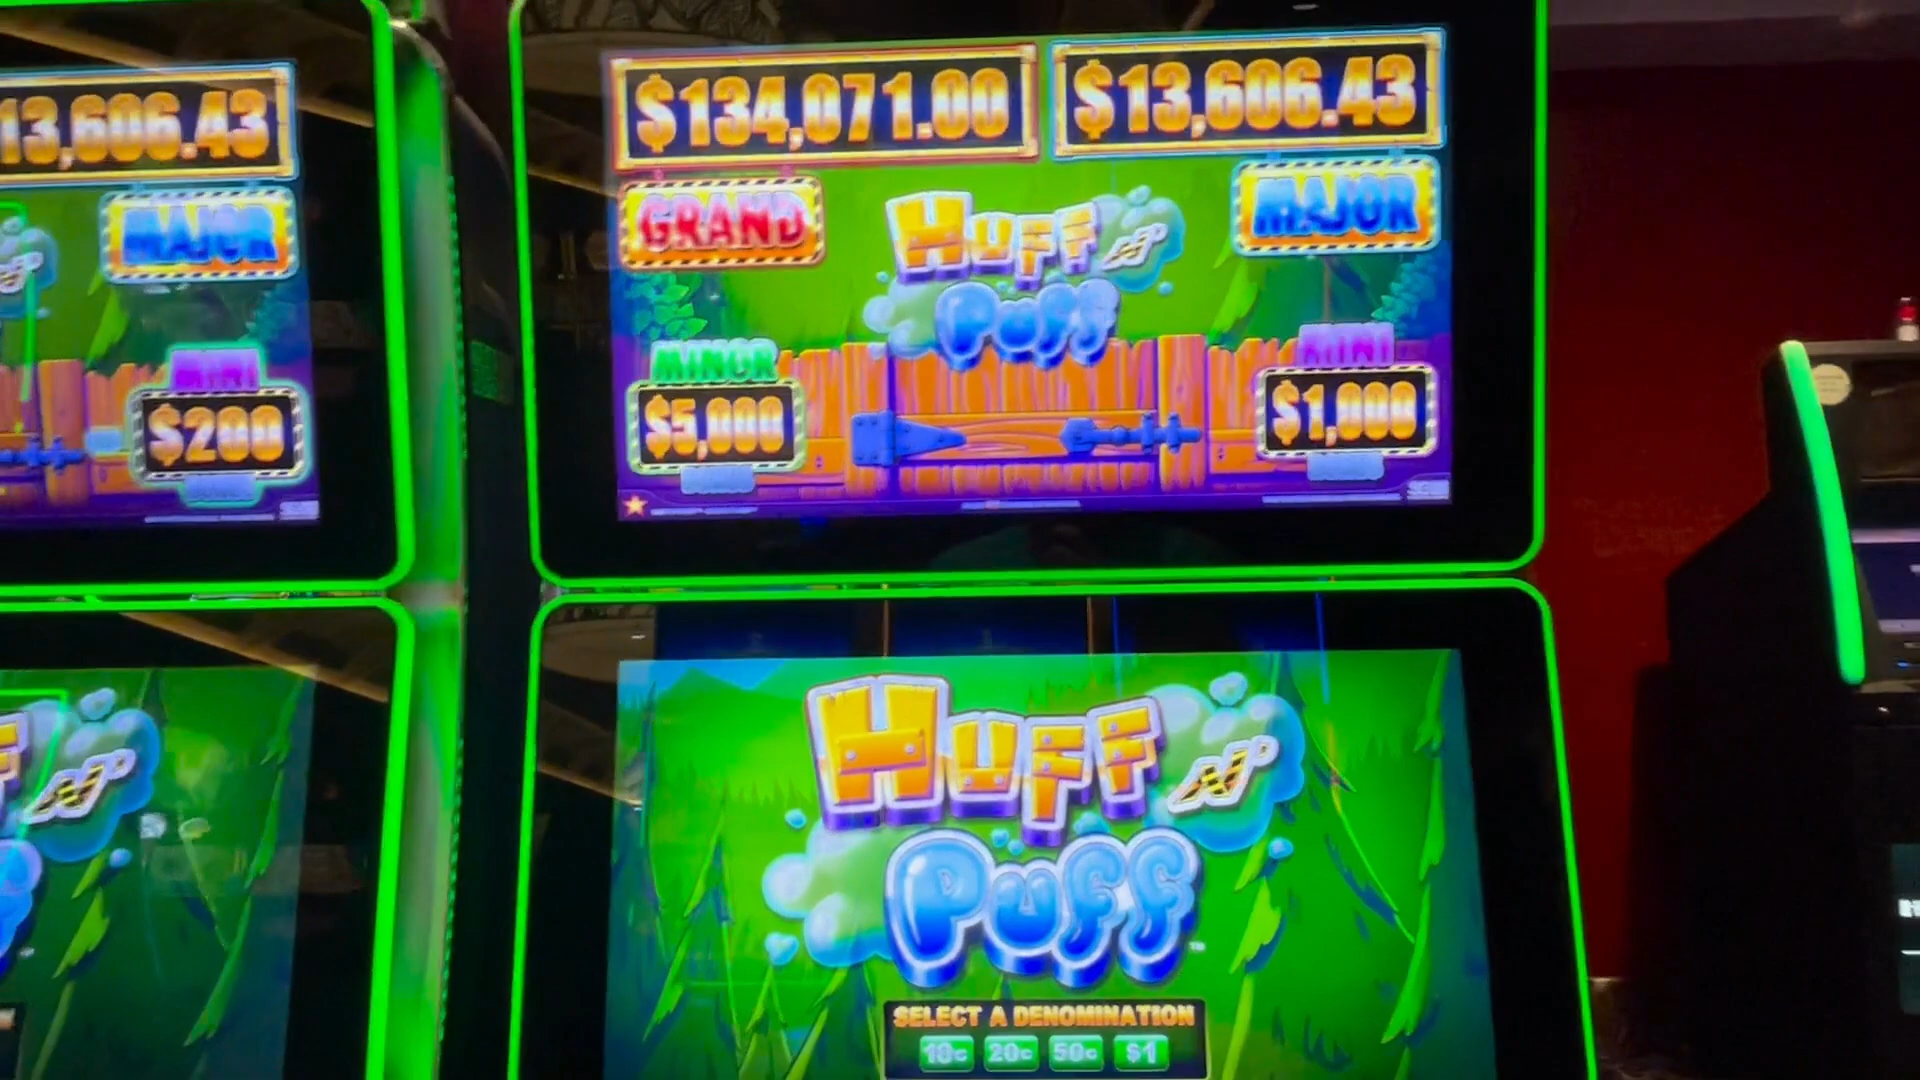 13,606.43
MAJOR
MINI
$200
$134,071.00
$13,606.43
GRAND
MAJOR
HUFF N'
PUFF
MINOR
$5,000
MINI
$1,000
HUFF N'
PUFF
™
SELECT A DENOMINATION
10¢ 20¢ 50¢ $1